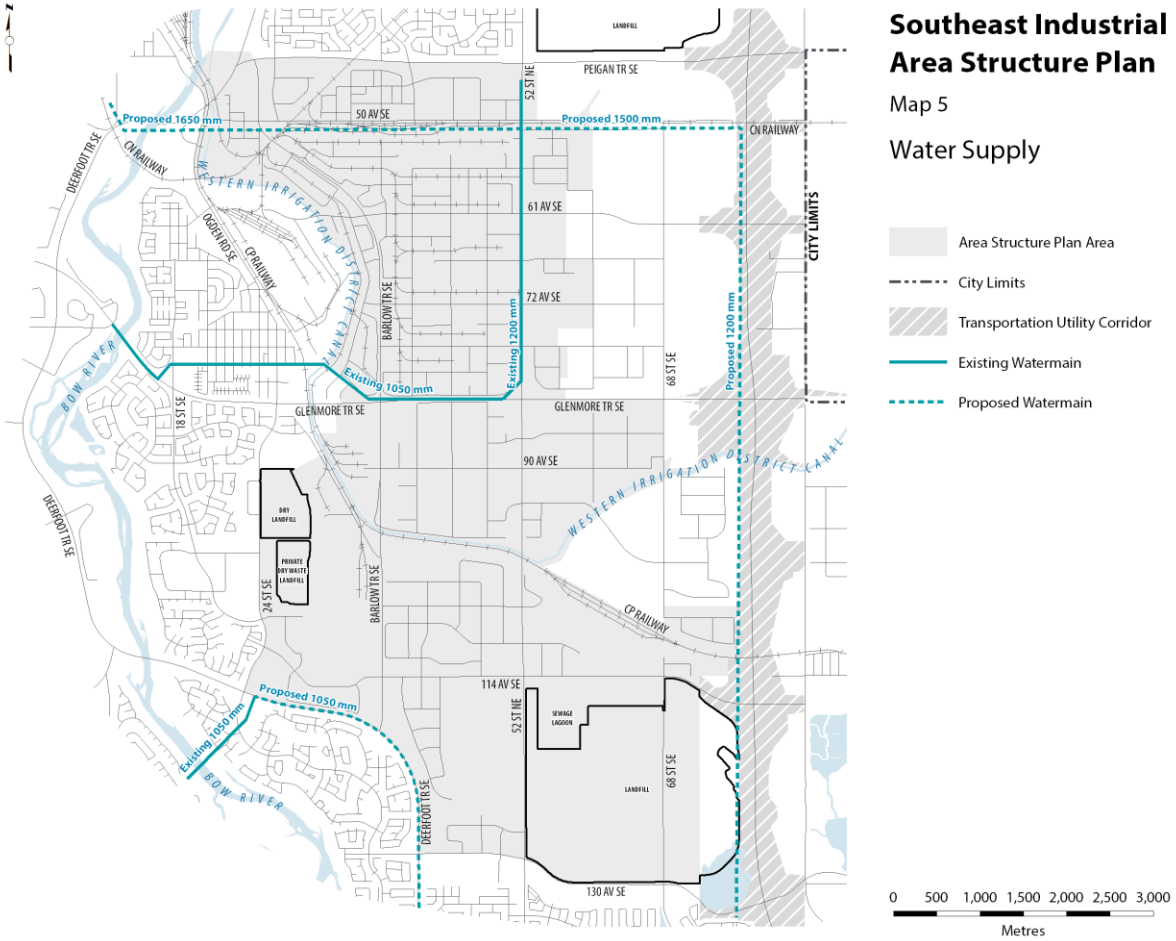 N
Southeast Industrial
Area Structure Plan
Map 5
Water Supply
Area Structure Plan Area
City Limits
Transportation Utility Corridor
Existing Watermain
Proposed Watermain
0 500 1,000 1,500 2,000 2,500 3,000
Metres
LANDFILL
PEIGAN TR SE
52 ST NE
50 AV SE
Proposed 1650 mm
Proposed 1500 mm
CN RAILWAY
CN RAILWAY
DEERFOOT TR SE
WESTERN IRRIGATION DISTRICT CANAL
61 AV SE
OGDEN RD SE
CP RAILWAY
CITY LIMITS
BARLOW TR SE
72 AV SE
Existing 1200 mm
Proposed 1200 mm
68 ST SE
BOW RIVER
Existing 1050 mm
18 ST SE
GLENMORE TR SE
GLENMORE TR SE
90 AV SE
WESTERN IRRIGATION DISTRICT CANAL
DEERFOOT TR SE
DRY
LANDFILL
PRIVATE
DRY WASTE
LANDFILL
24 ST SE
BARLOW TR SE
CP RAILWAY
114 AV SE
Proposed 1050 mm
Existing 1050 mm
52 ST NE
SEWAGE
LAGOON
68 ST SE
LANDFILL
BOW RIVER
DEERFOOT TR SE
130 AV SE